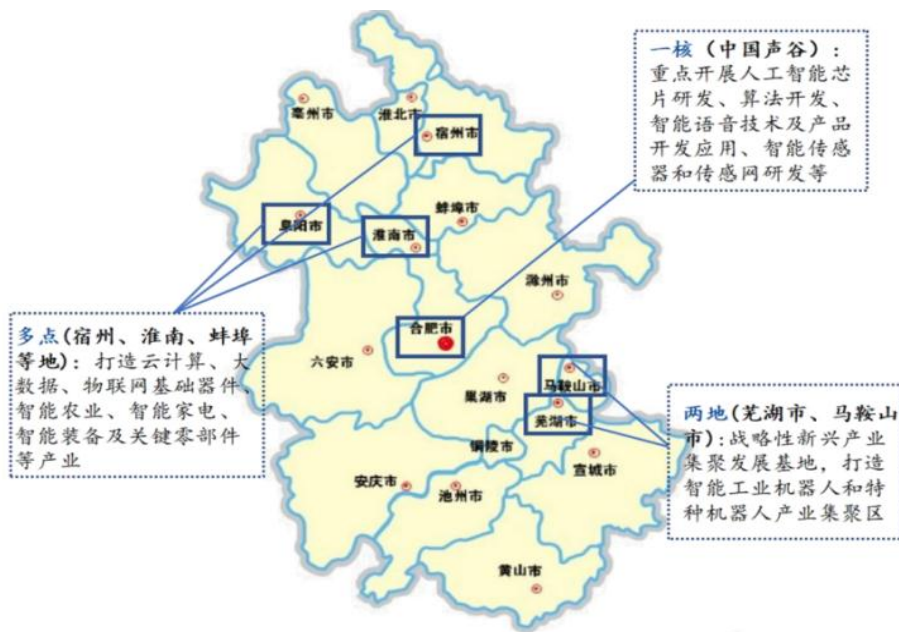 一核（中国声谷）：
重点开展人工智能芯
片研发、算法开发、
智能语音技术及产品
开发应用、智能传感
器和传感网研发等
亳州市
淮北市
宿州市
阜阳市
淮南市
蚌埠市
滁州市
合肥市
六安市
巢湖市
马鞍山市
芜湖市
铜陵市
宣城市
安庆市
池州市
黄山市
多点(宿州、淮南、蚌埠
等地)：打造云计算、大
数据、物联网基础器件、
智能农业、智能家电、
智能装备及关键零部件
等产业
两地(芜湖市、马鞍山
市):战略性新兴产业
集聚发展基地，打造
智能工业机器人和特
种机器人产业集聚区